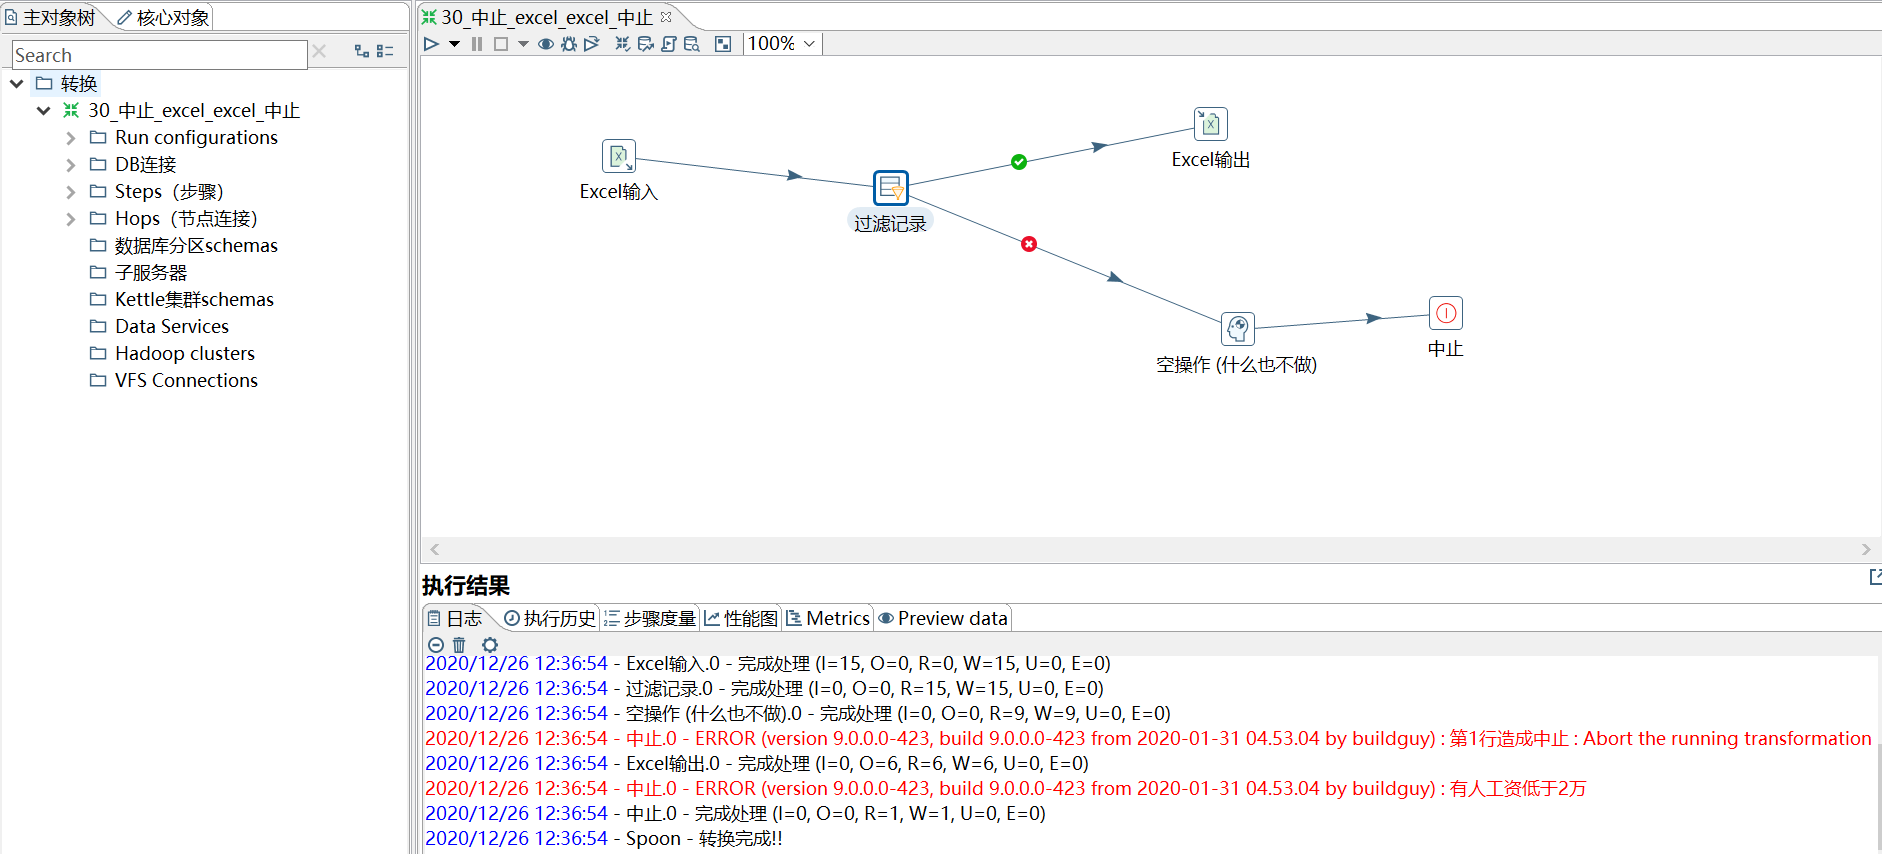 主对象树
核心对象
Search
转换
30_中止_excel_excel_中止
Run configurations
DB连接
Steps（步骤）
Hops（节点连接）
数据库分区schemas
子服务器
Kettle集群schemas
Data Services
Hadoop clusters
VFS Connections
30_中止_excel_excel_中止
100%
Excel输入
过滤记录
Excel输出
空操作 (什么也不做)
中止
执行结果
日志 执行历史 步骤度量 性能图 Metrics Preview data
2020/12/26 12:36:54 - Excel输入.0 - 完成处理 (I=15, O=0, R=0, W=15, U=0, E=0)
2020/12/26 12:36:54 - 过滤记录.0 - 完成处理 (I=0, O=0, R=15, W=15, U=0, E=0)
2020/12/26 12:36:54 - 空操作 (什么也不做).0 - 完成处理 (I=0, O=0, R=9, W=9, U=0, E=0)
2020/12/26 12:36:54 - 中止.0 - ERROR (version 9.0.0.0-423, build 9.0.0.0-423 from 2020-01-31 04.53.04 by buildguy) : 第1行造成中止 : Abort the running transformation
2020/12/26 12:36:54 - Excel输出.0 - 完成处理 (I=0, O=6, R=6, W=6, U=0, E=0)
2020/12/26 12:36:54 - 中止.0 - ERROR (version 9.0.0.0-423, build 9.0.0.0-423 from 2020-01-31 04.53.04 by buildguy) : 有人工资低于2万
2020/12/26 12:36:54 - 中止.0 - 完成处理 (I=0, O=0, R=1, W=1, U=0, E=0)
2020/12/26 12:36:54 - Spoon - 转换完成!!